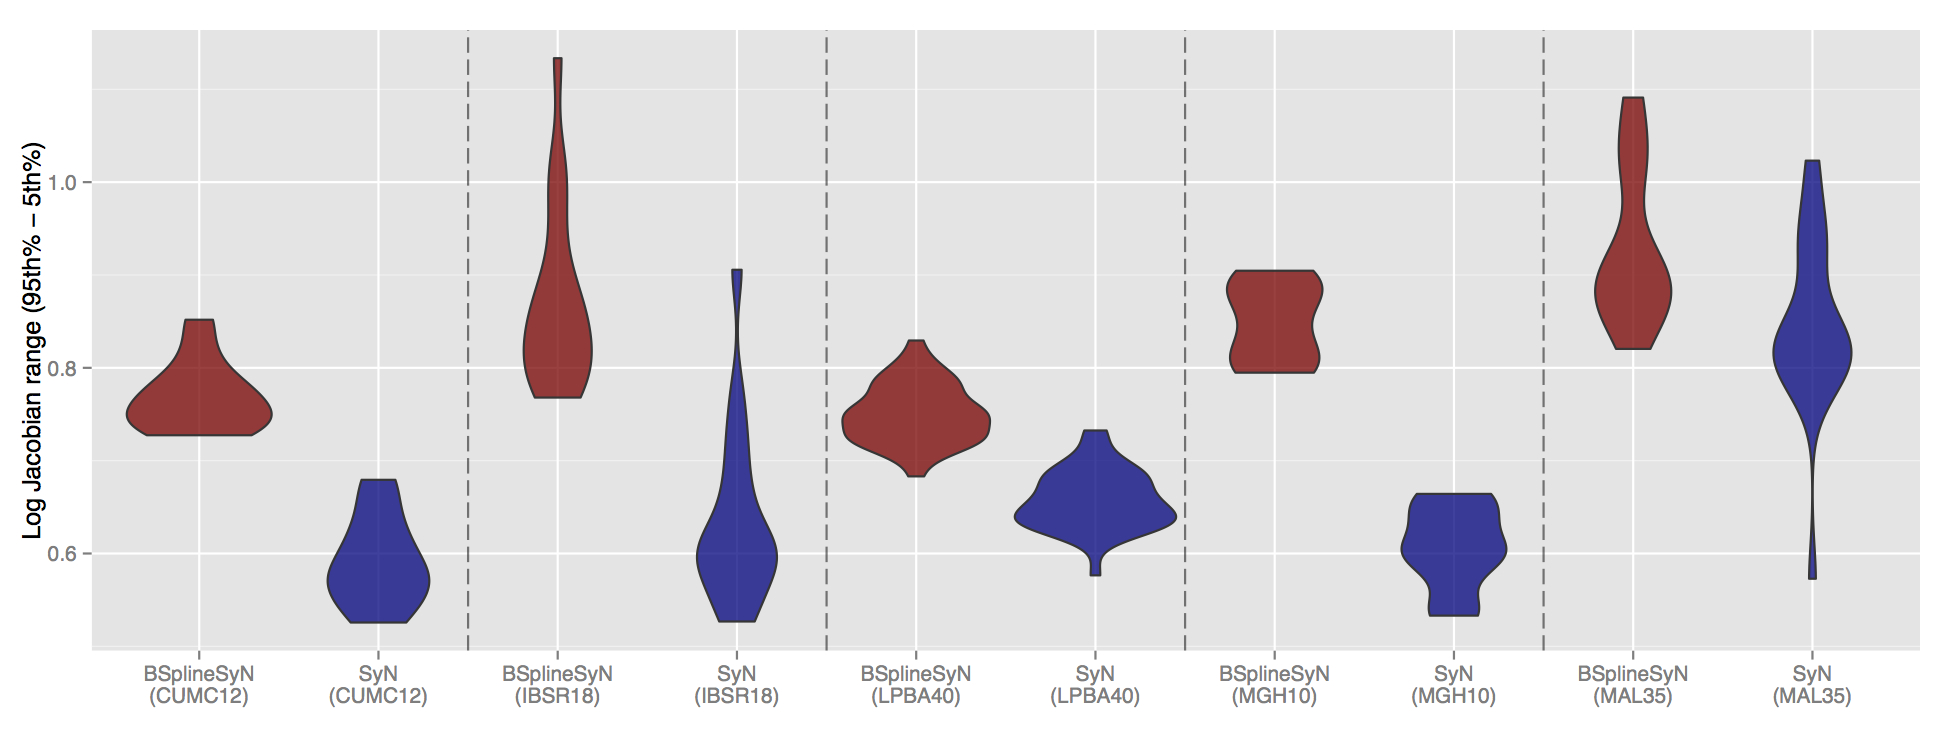 Log Jacobian range (95th% − 5th%)
1.0
0.8
0.6
BSplineSyN
(CUMC12)
SyN
(CUMC12)
BSplineSyN
(IBSR18)
SyN
(IBSR18)
BSplineSyN
(LPBA40)
SyN
(LPBA40)
BSplineSyN
(MGH10)
SyN
(MGH10)
BSplineSyN
(MAL35)
SyN
(MAL35)